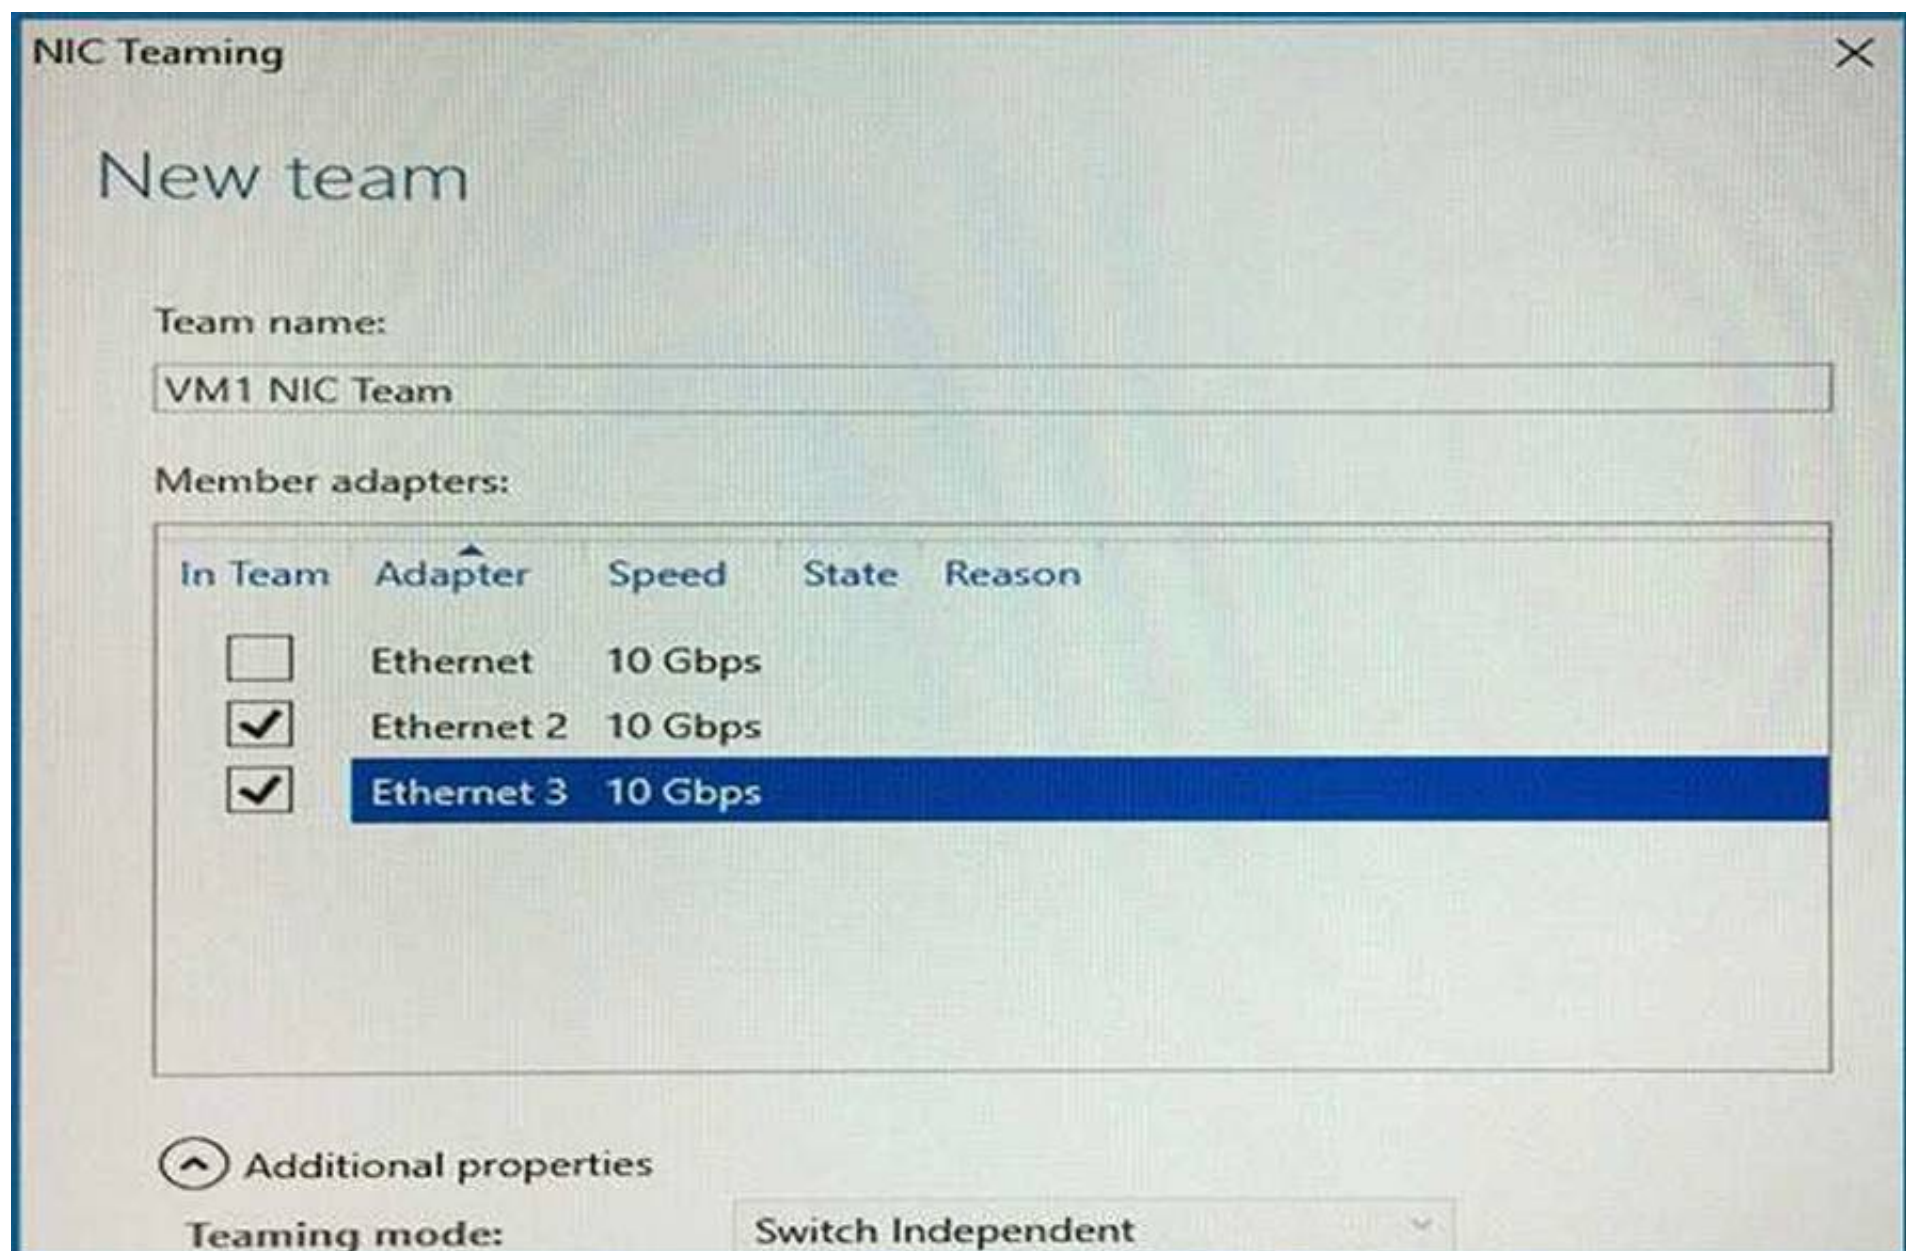 NIC Teaming
New team
Team name:
VM1 NIC Team
Member adapters:
In Team Adapter Speed State Reason
Ethernet 10 Gbps
Ethernet 2 10 Gbps
Ethernet 3 10 Gbps
Additional properties
Teaming mode: Switch Independent